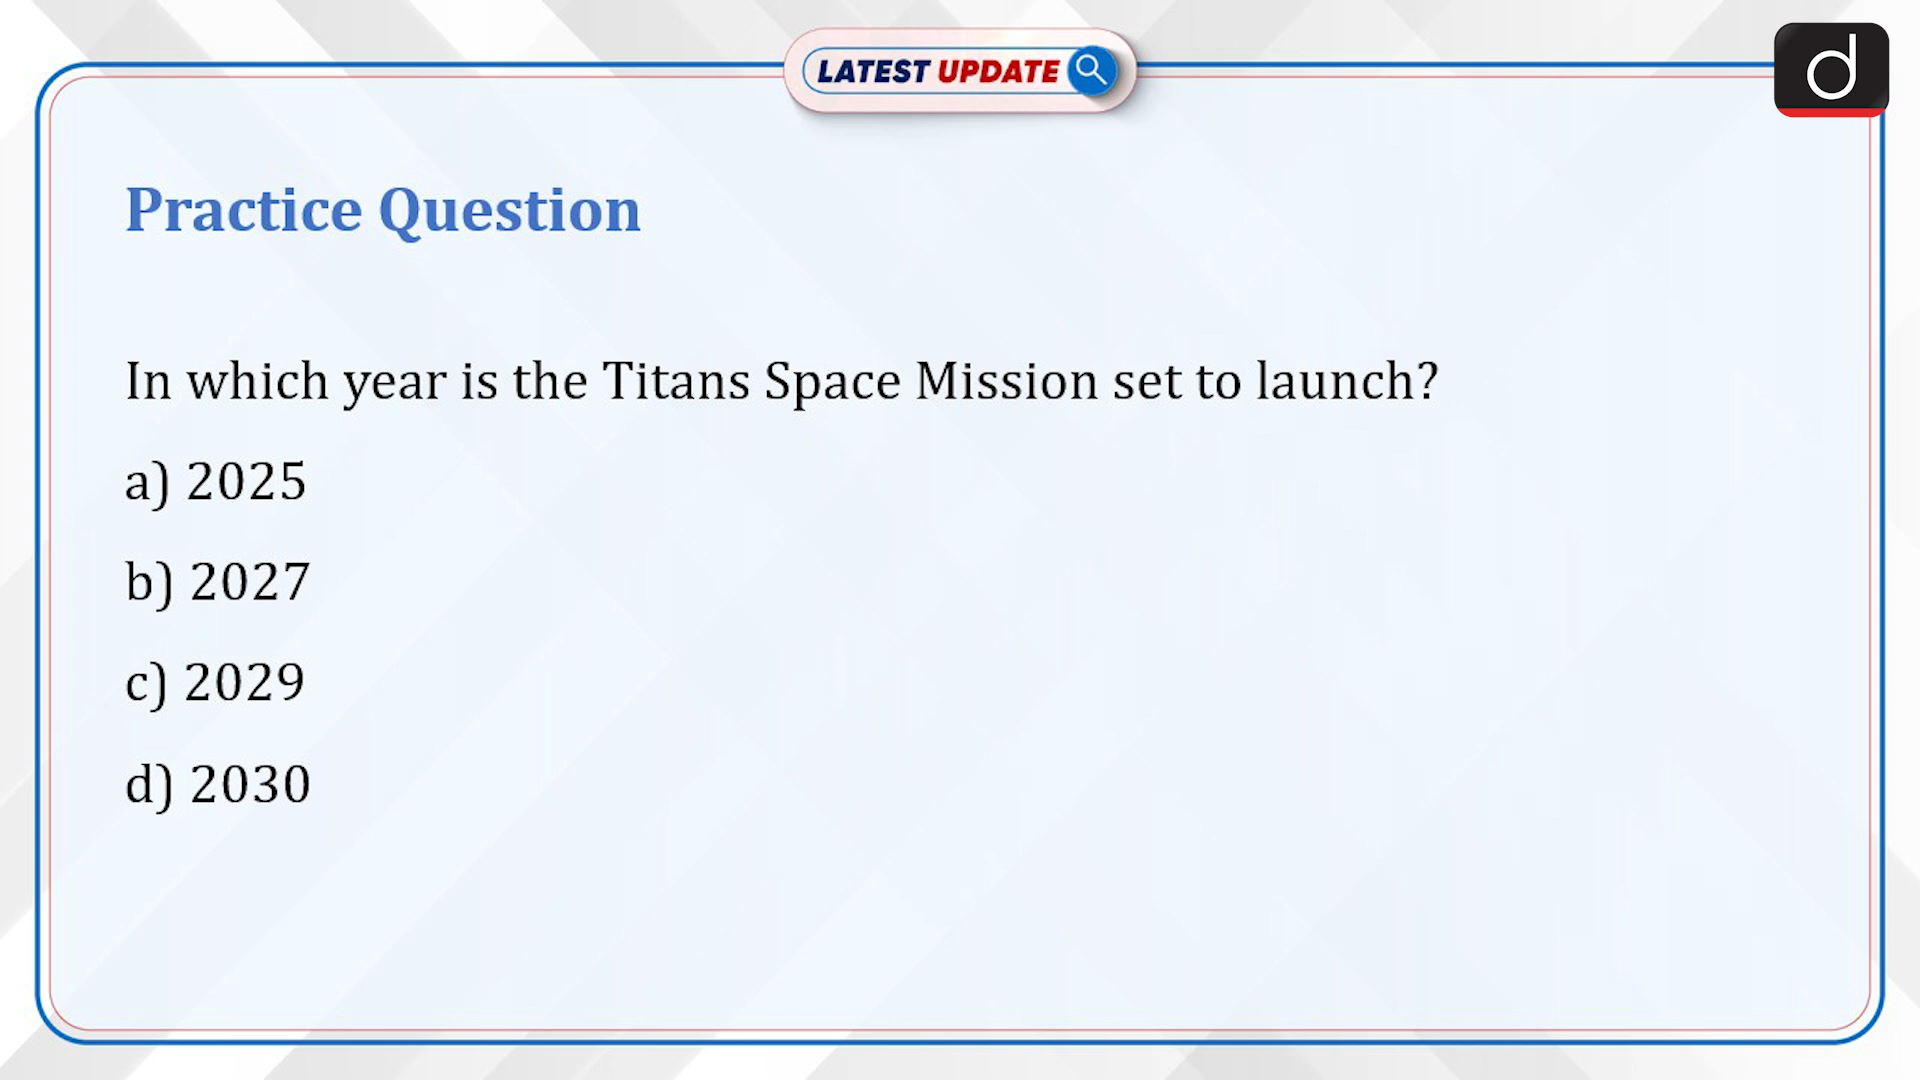 LATEST UPDATE
d
Practice Question
In which year is the Titans Space Mission set to launch?
a) 2025
b) 2027
c) 2029
d) 2030